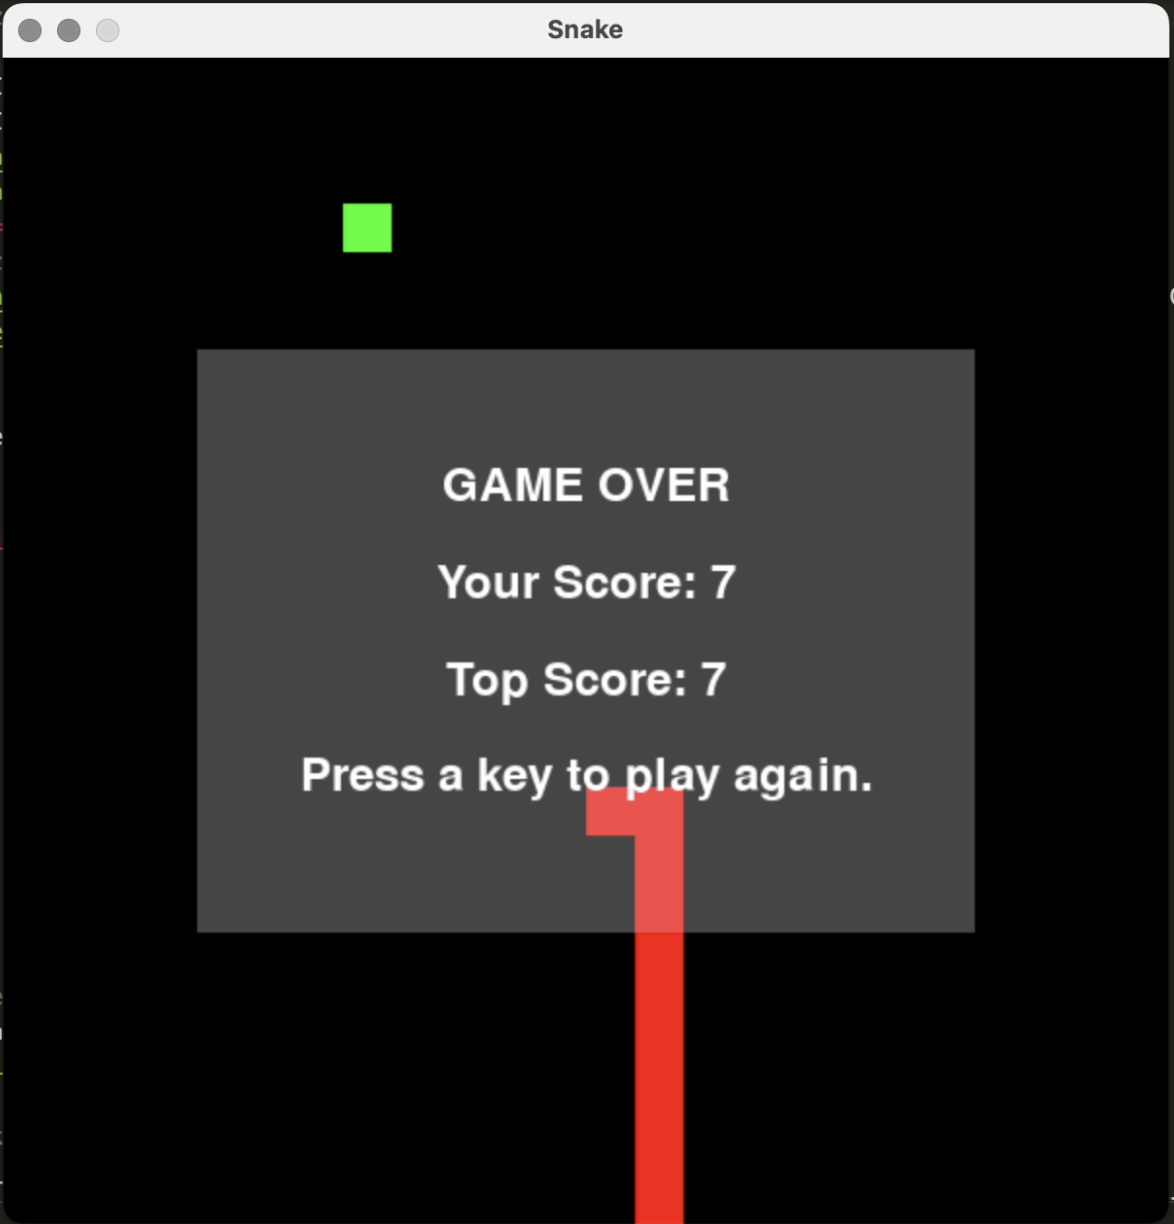 Snake
GAME OVER
Your Score: 7
Top Score: 7
Press a key to play again.